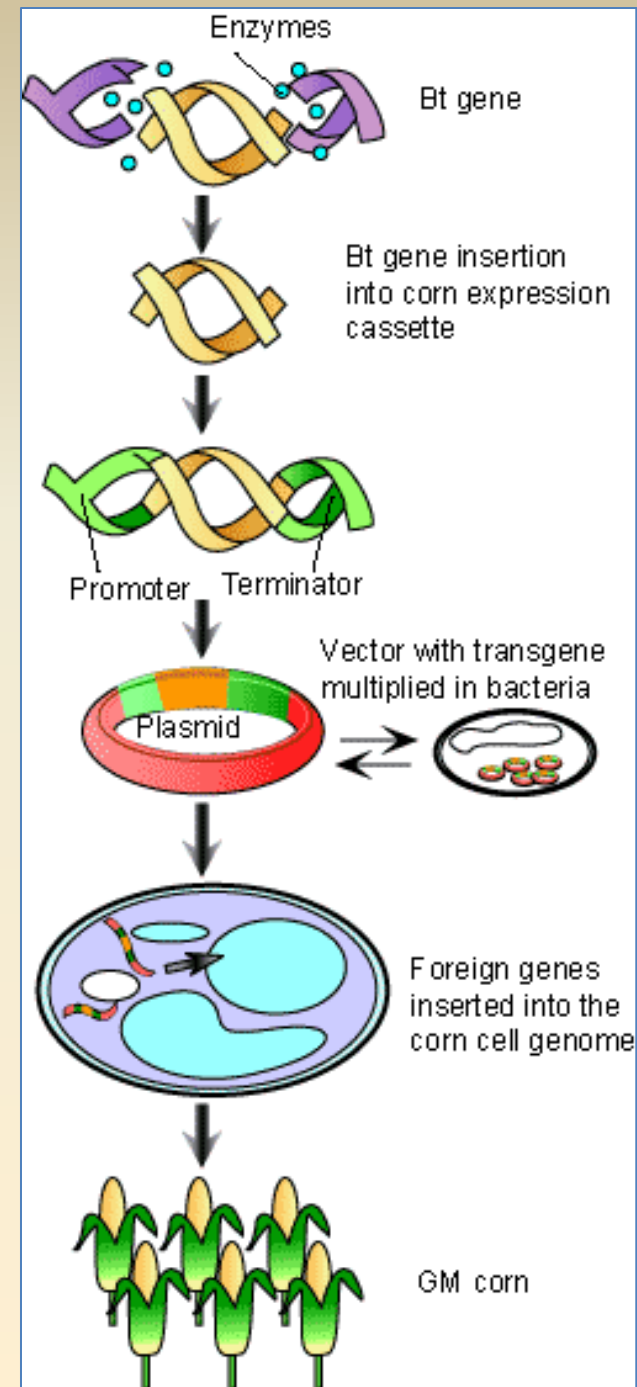 Enzymes
Bt gene
Bt gene insertion
into corn expression
cassette
Promoter
Terminator
Vector with transgene
multiplied in bacteria
Plasmid
Foreign genes
inserted into the
corn cell genome
GM corn